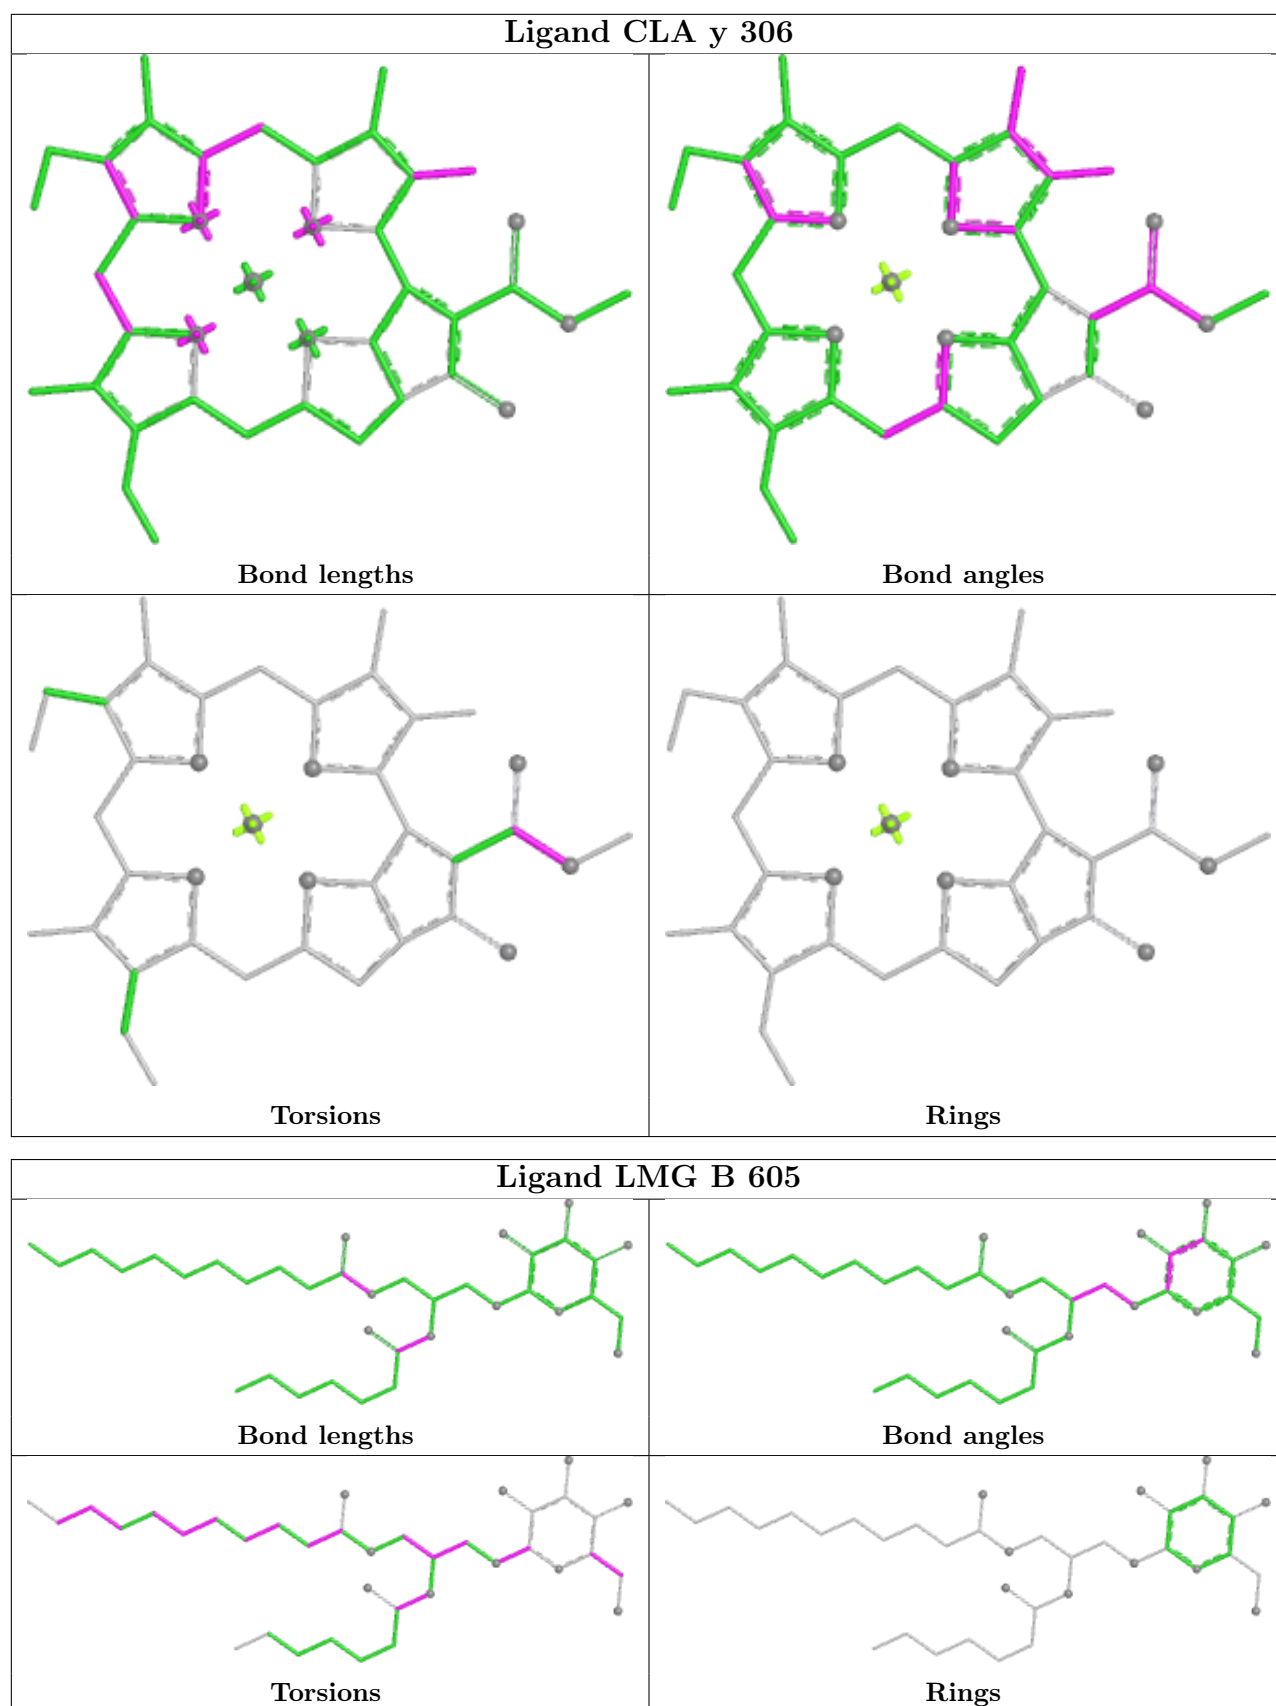 Ligand CLA y 306
Bond lengths
Bond angles
Torsions
Rings
Ligand LMG B 605
Bond lengths
Bond angles
Torsions
Rings